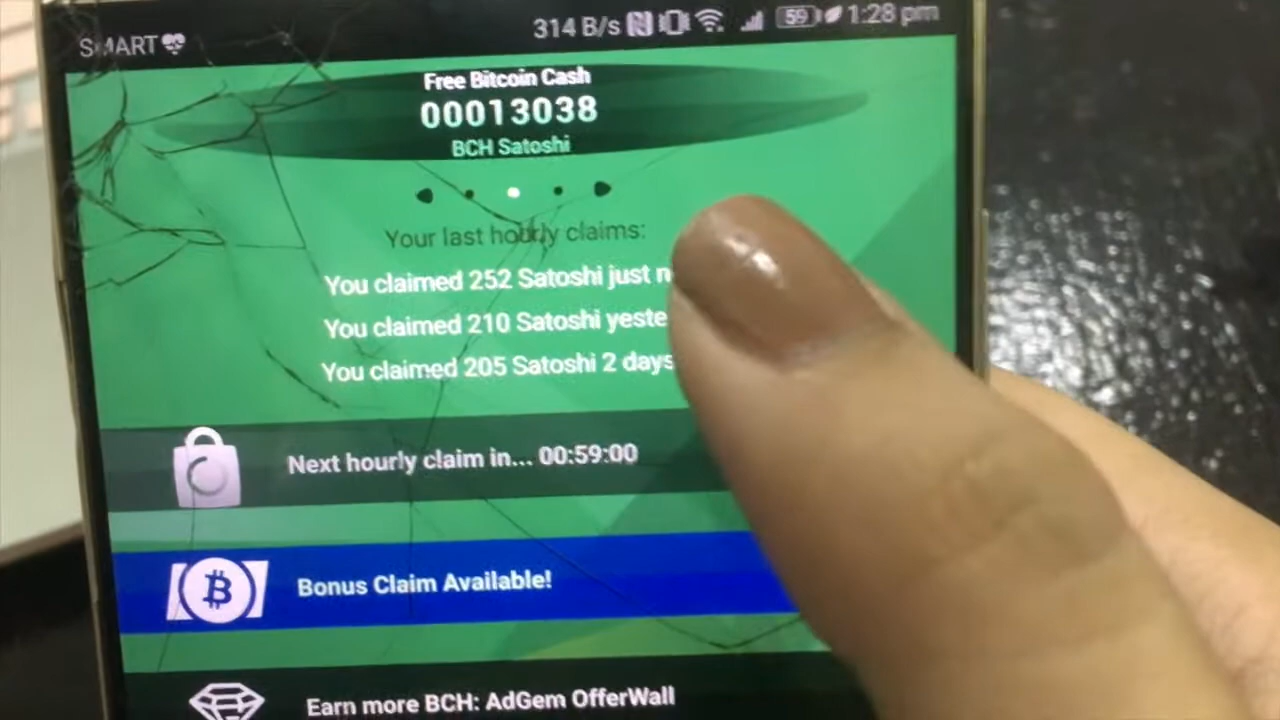 SMART 314 B/s 59 1:28 pm
Free Bitcoin Cash
00013038
BCH Satoshi
Your last hourly claims:
You claimed 252 Satoshi just n
You claimed 210 Satoshi yeste
You claimed 205 Satoshi 2 days
Next hourly claim in... 00:59:00
Bonus Claim Available!
Earn more BCH: AdGem OfferWall